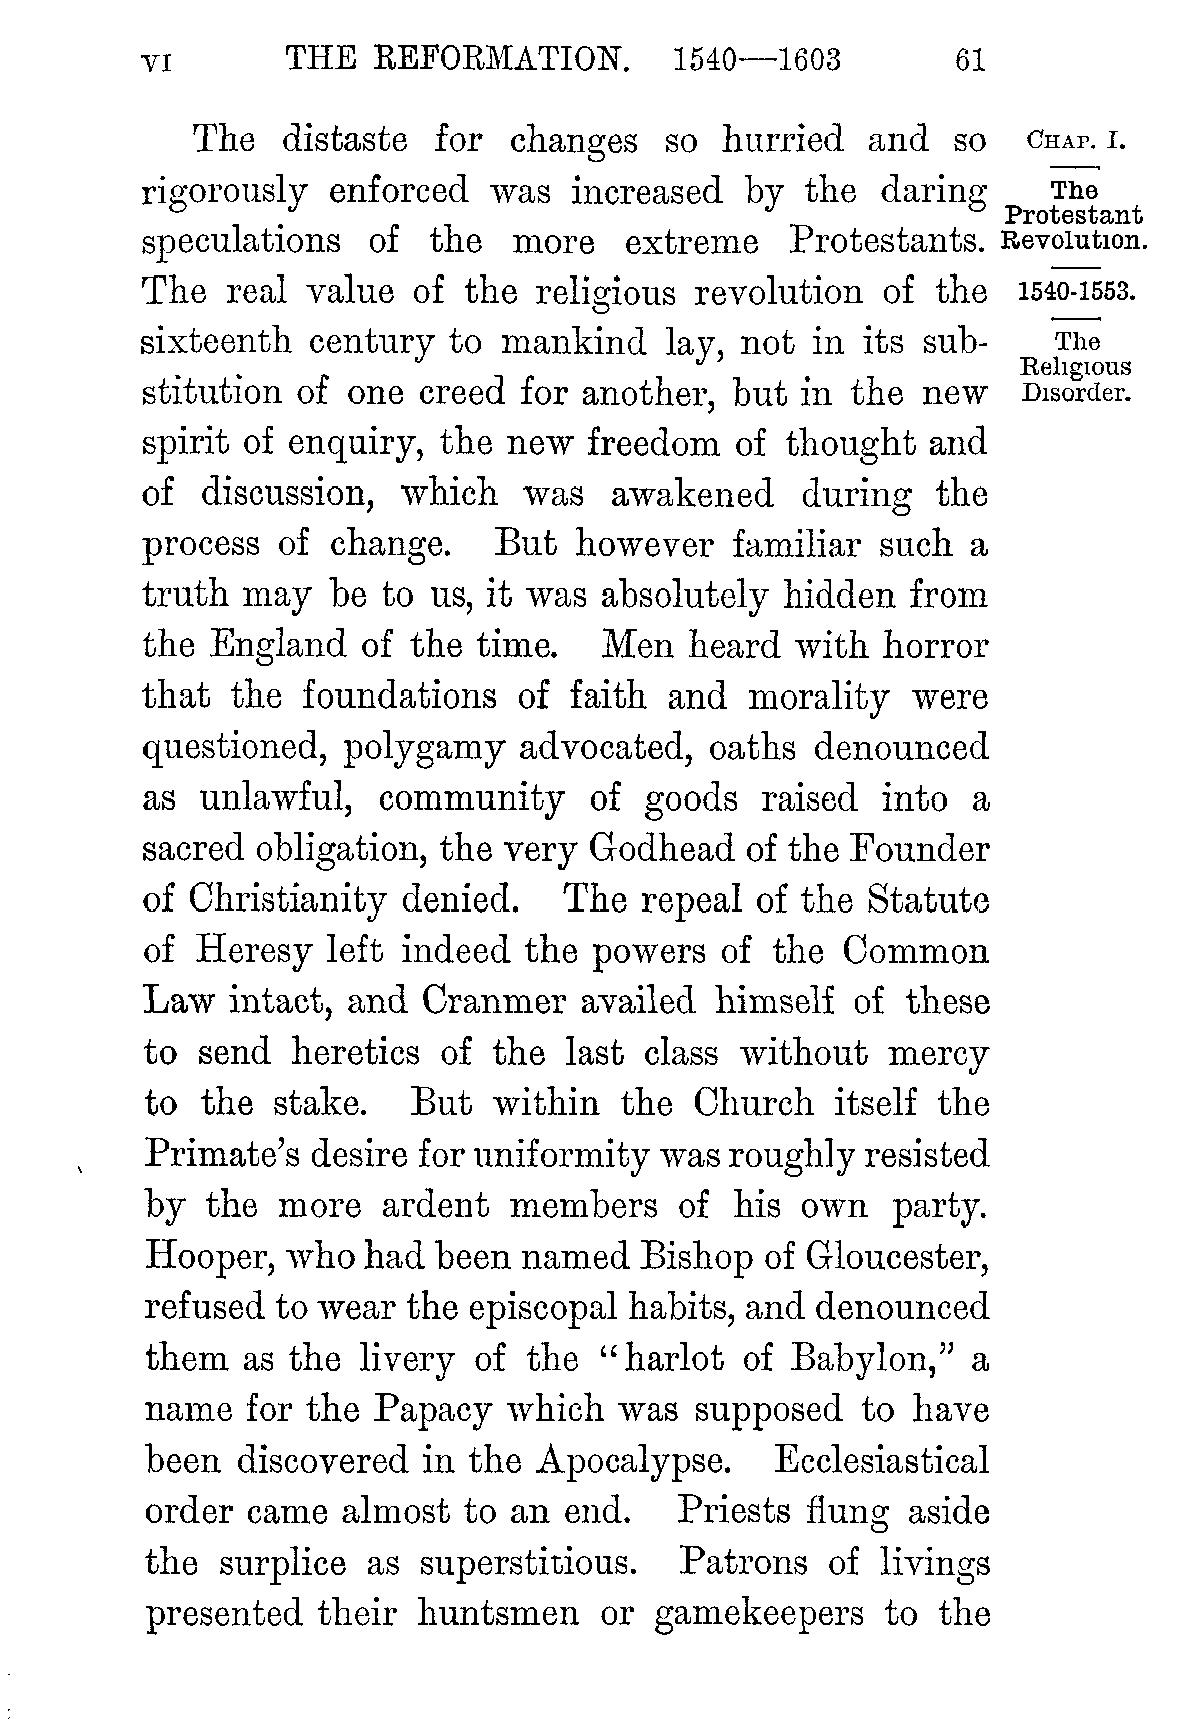 VI THE REFORMATION. 1540—1603 61
The distaste for changes so hurried and so
rigorously enforced was increased by the daring
speculations of the more extreme Protestants.
The real value of the religious revolution of the
sixteenth century to mankind lay, not in its sub-
stitution of one creed for another, but in the new
spirit of enquiry, the new freedom of thought and
of discussion, which was awakened during the
process of change. But however familiar such a
truth may be to us, it was absolutely hidden from
the England of the time. Men heard with horror
that the foundations of faith and morality were
questioned, polygamy advocated, oaths denounced
as unlawful, community of goods raised into a
sacred obligation, the very Godhead of the Founder
of Christianity denied. The repeal of the Statute
of Heresy left indeed the powers of the Common
Law intact, and Cranmer availed himself of these
to send heretics of the last class without mercy
to the stake. But within the Church itself the
Primate's desire for uniformity was roughly resisted
by the more ardent members of his own party.
Hooper, who had been named Bishop of Gloucester,
refused to wear the episcopal habits, and denounced
them as the livery of the "harlot of Babylon," a
name for the Papacy which was supposed to have
been discovered in the Apocalypse. Ecclesiastical
order came almost to an end. Priests flung aside
the surplice as superstitious. Patrons of livings
presented their huntsmen or gamekeepers to the
CHAP. I.
The
Protestant
Revolution.
1540-1553.
The
Religious
Disorder.